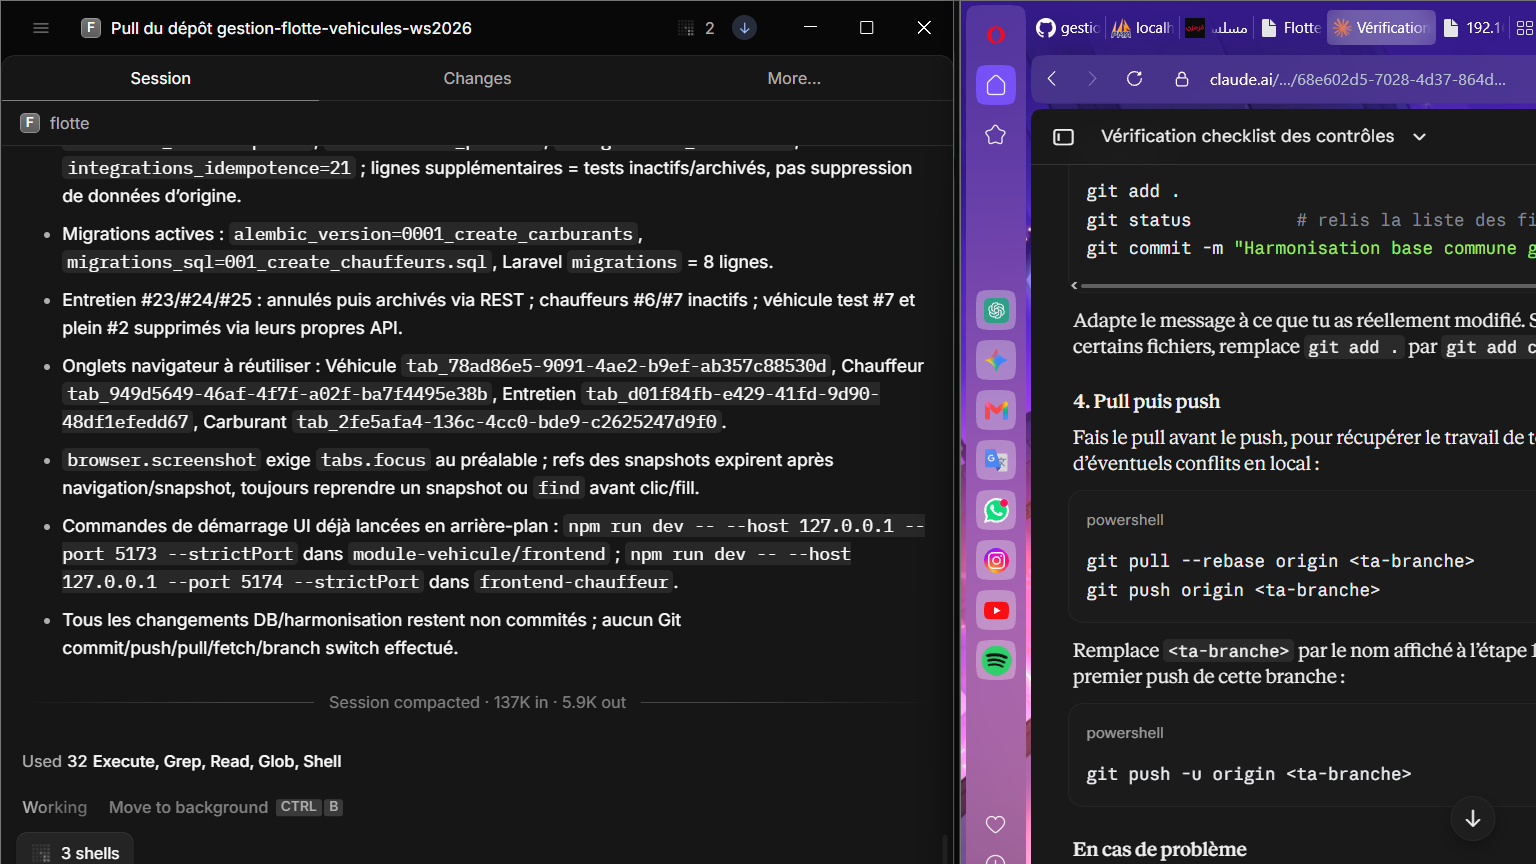 F Pull du dépôt gestion-flotte-vehicules-ws2026 2
Session Changes More...
F flotte
integrations_idempotence=21 ; lignes supplémentaires = tests inactifs/archivés, pas suppression
de données d'origine.
Migrations actives : alembic_version=0001_create_carburants,
migrations_sql=001_create_chauffeurs.sql, Laravel migrations = 8 lignes.
Entretien #23/#24/#25 : annulés puis archivés via REST ; chauffeurs #6/#7 inactifs ; véhicule test #7 et
plein #2 supprimés via leurs propres API.
Onglets navigateur à réutiliser : Véhicule tab_78ad86e5-9091-4ae2-b9ef-ab357c88530d, Chauffeur
tab_949d5649-46af-4f7f-a02f-ba7f4495e38b, Entretien tab_d01f84fb-e429-41fd-9d90-
48df1efedd67, Carburant tab_2fe5afa4-136c-4cc0-bde9-c2625247d9f0.
browser.screenshot exige tabs.focus au préalable ; refs des snapshots expirent après
navigation/snapshot, toujours reprendre un snapshot ou find avant clic/fill.
Commandes de démarrage UI déjà lancées en arrière-plan : npm run dev -- --host 127.0.0.1 --
port 5173 --strictPort dans module-vehicule/frontend ; npm run dev -- --host
127.0.0.1 --port 5174 --strictPort dans frontend-chauffeur.
Tous les changements DB/harmonisation restent non commités ; aucun Git
commit/push/pull/fetch/branch switch effectué.
Session compacted · 137K in · 5.9K out
Used 32 Execute, Grep, Read, Glob, Shell
Working Move to background CTRL B
3 shells
gestio localh مسلس Flotte Vérification 192.1
claude.ai/.../68e602d5-7028-4d37-864d...
Vérification checklist des contrôles
git add .
git status # relis la liste des fi
git commit -m "Harmonisation base commune g
Adapte le message à ce que tu as réellement modifié. S
certains fichiers, remplace git add . par git add c
4. Pull puis push
Fais le pull avant le push, pour récupérer le travail de t
d'éventuels conflits en local :
powershell
git pull --rebase origin <ta-branche>
git push origin <ta-branche>
Remplace <ta-branche> par le nom affiché à l'étape 1
premier push de cette branche :
powershell
git push -u origin <ta-branche>
En cas de problème